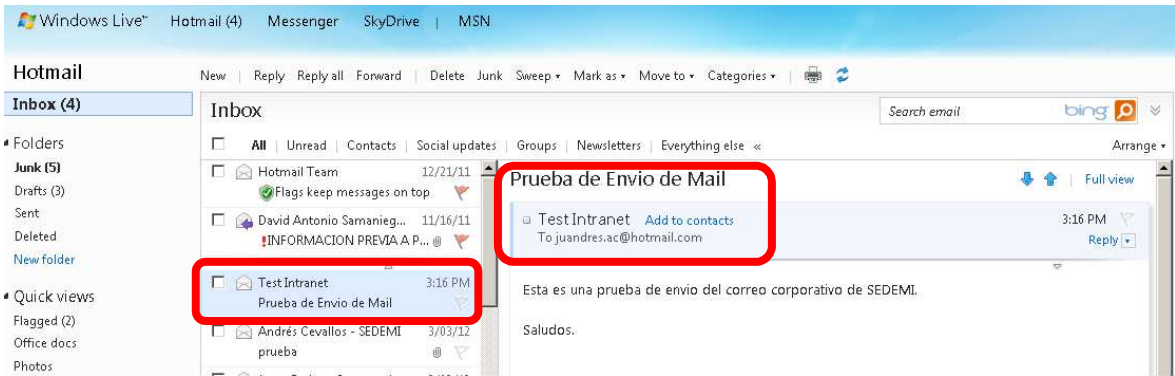 Windows Live™ Hotmail (4) Messenger SkyDrive | MSN
Hotmail
New | Reply Reply all Forward | Delete Junk Sweep Mark as Move to Categories
Inbox (4)
Folders
Junk (5)
Drafts (3)
Sent
Deleted
New folder
Quick views
Flagged (2)
Office docs
Photos
Inbox
Search email bing
All | Unread | Contacts | Social updates | Groups | Newsletters | Everything else «
Arrange
Hotmail Team 12/21/11
Flags keep messages on top
David Antonio Samanieg... 11/16/11
!INFORMACION PREVIA A P...
Test Intranet 3:16 PM
Prueba de Envio de Mail
Andrés Cevallos - SEDEMI 3/03/12
prueba
Prueba de Envio de Mail
Full view
Test Intranet Add to contacts
3:16 PM
To juandres.ac@hotmail.com
Reply
Esta es una prueba de envio del correo corporativo de SEDEMI.
Saludos.